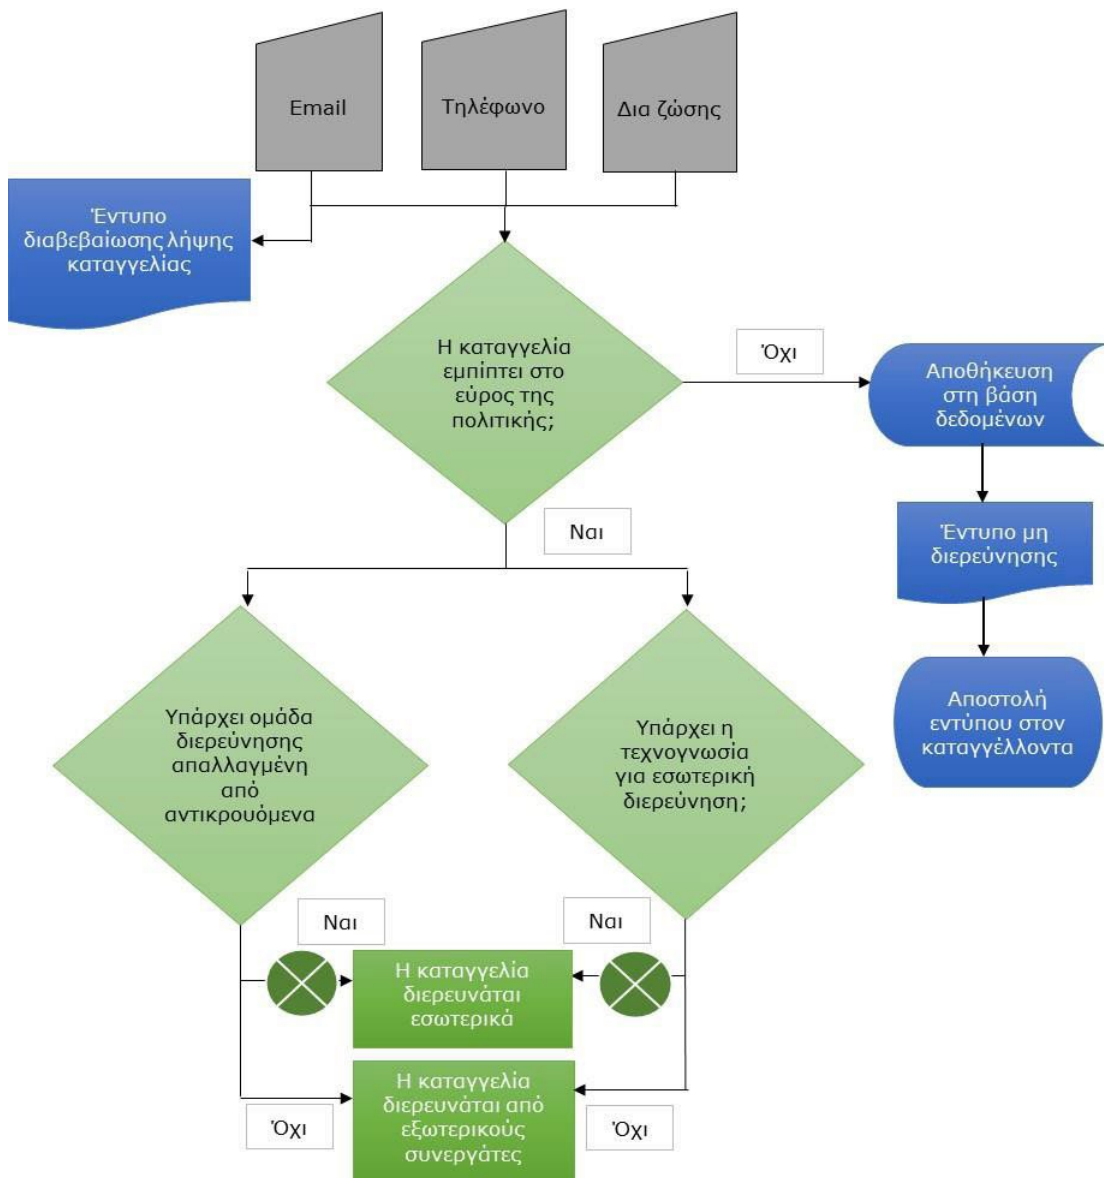 Email
Τηλέφωνο
Δια ζώσης
Έντυπο
διαβεβαίωσης λήψης
καταγγελίας
Η καταγγελία
εμπίπτει στο
εύρος της
πολιτικής;
Όχι
Αποθήκευση
στη βάση
δεδομένων
Ναι
Έντυπο μη
διερεύνησης
Αποστολή
εντύπου στον
καταγγέλλοντα
Υπάρχει ομάδα
διερεύνησης
απαλλαγμένη
από
αντικρουόμενα
Υπάρχει η
τεχνογνωσία
για εσωτερική
διερεύνηση;
Ναι
Ναι
Η καταγγελία
διερευνάται
εσωτερικά
Η καταγγελία
διερευνάται από
εξωτερικούς
συνεργάτες
Όχι
Όχι